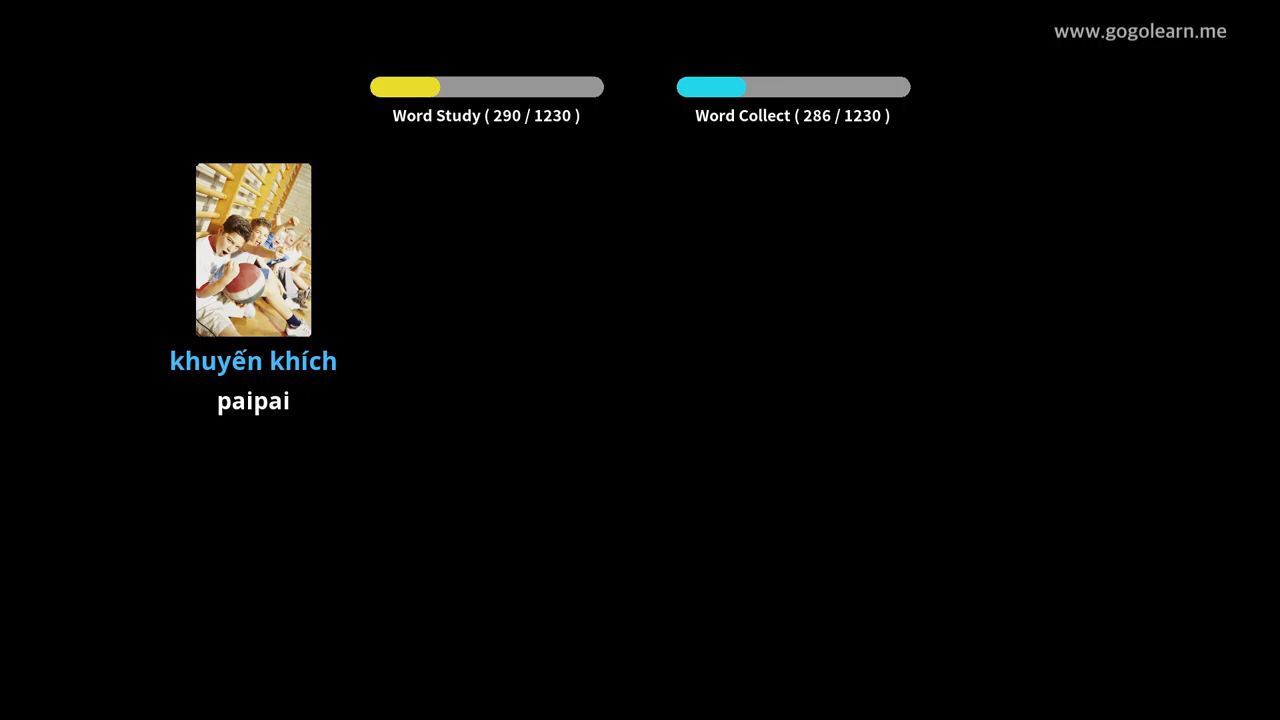 www.gogolearn.me
Word Study ( 290 / 1230 )
Word Collect ( 286 / 1230 )
khuyến khích
paipai